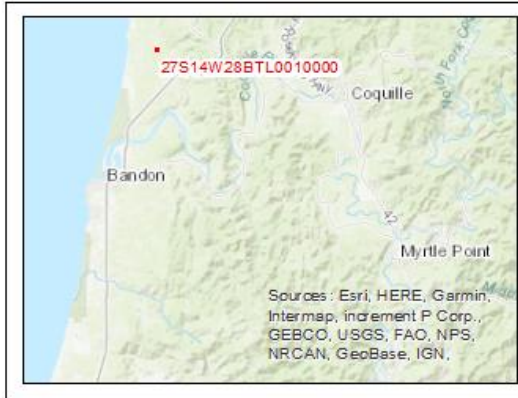 27S14W28BTL0010000
Coquille
Bandon
42
Myrtle Point
Sources: Esri, HERE, Garmin,
Intermap, increment P Corp.,
GEBCO, USGS, FAO, NPS,
NRCAN, GeoBase, IGN,